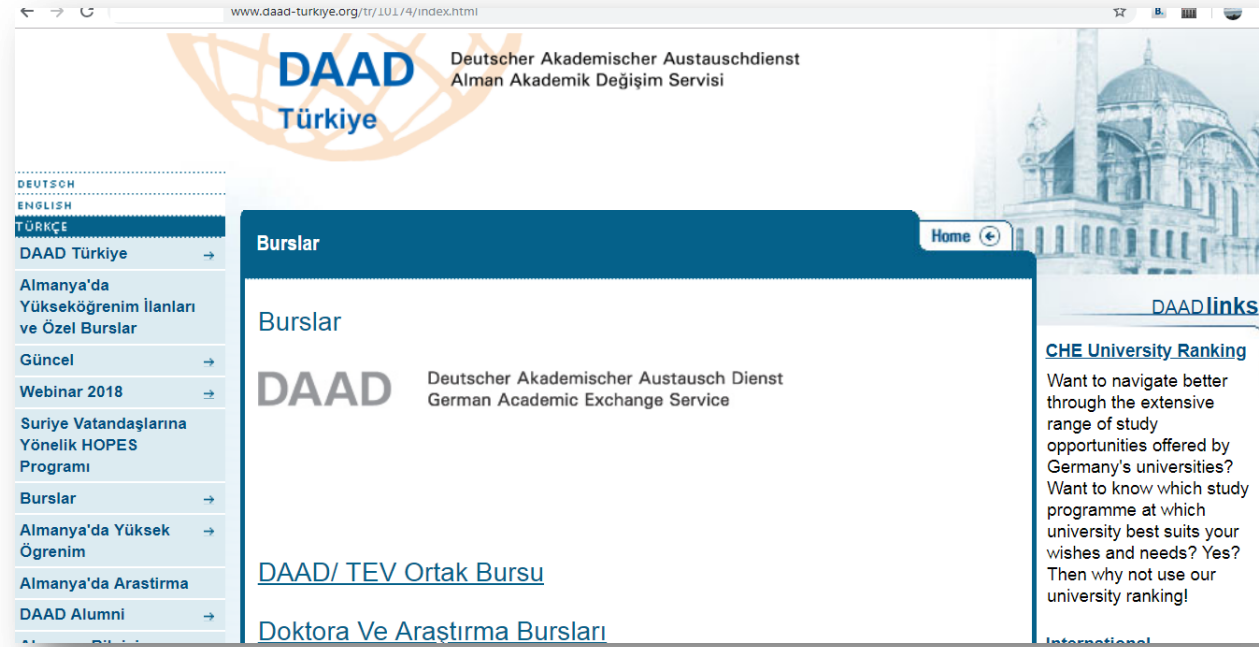 www.daad-turkiye.org/tr/10174/index.html
B.
DAAD
Türkiye
Deutscher Akademischer Austauschdienst
Alman Akademik Değişim Servisi
DEUTSCH
ENGLISH
TÜRKÇE
DAAD Türkiye
Almanya'da
Yükseköğrenim İlanları
ve Özel Burslar
Güncel
Webinar 2018
Suriye Vatandaşlarına
Yönelik HOPES
Programı
Burslar
Almanya'da Yüksek
Ögrenim
Almanya'da Arastirma
DAAD Alumni
Burslar
Home
Burslar
DAAD
Deutscher Akademischer Austausch Dienst
German Academic Exchange Service
DAAD/ TEV Ortak Bursu
Doktora Ve Araştırma Bursları
DAADlinks
CHE University Ranking
Want to navigate better
through the extensive
range of study
opportunities offered by
Germany's universities?
Want to know which study
programme at which
university best suits your
wishes and needs? Yes?
Then why not use our
university ranking!
International